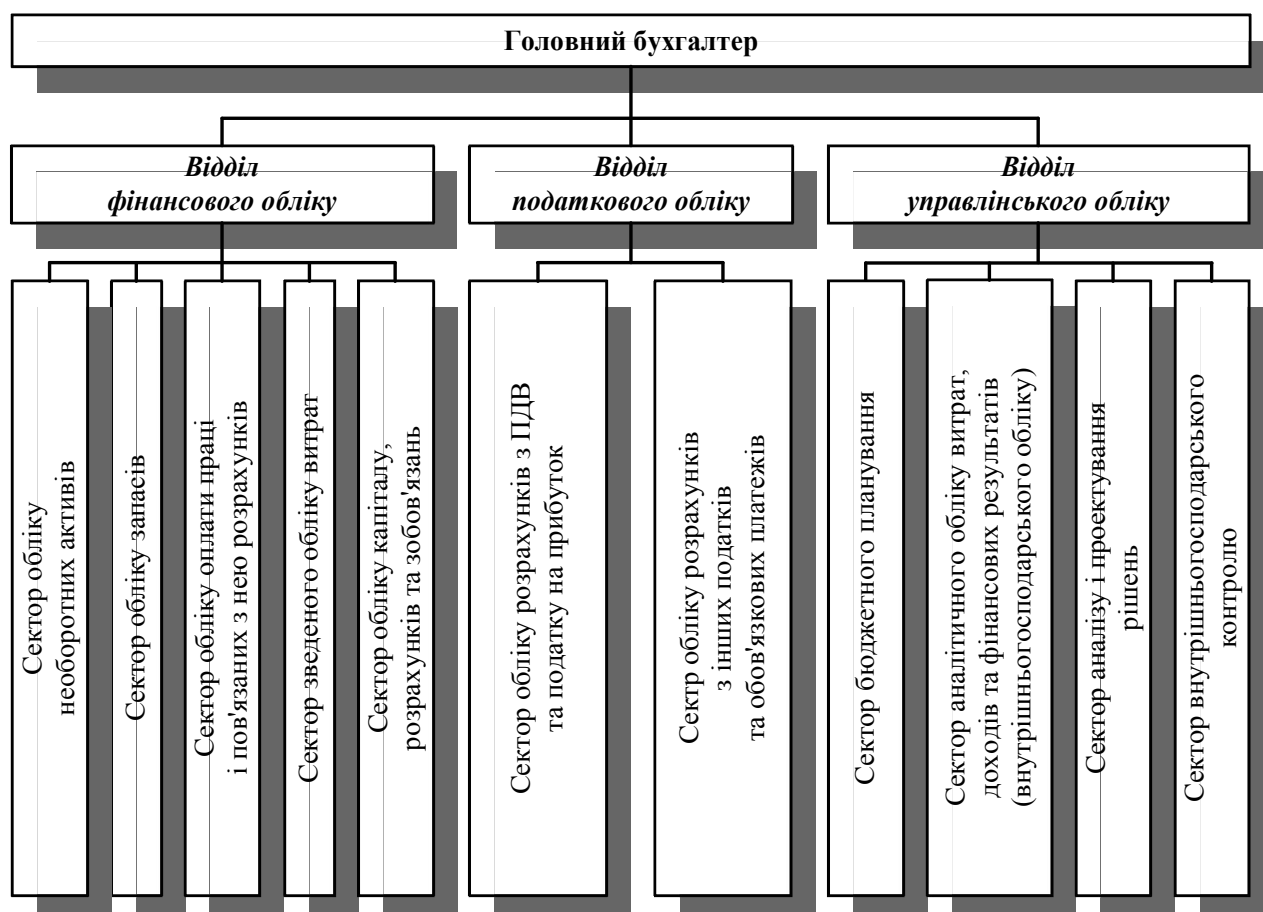 Головний бухгалтер
Відділ
фінансового обліку
Відділ
податкового обліку
Відділ
управлінського обліку
Сектор обліку
необоротних активів
Сектор обліку запасів
Сектор обліку оплати праці
і пов'язаних з нею розрахунків
Сектор зведеного обліку витрат
Сектор обліку капіталу,
розрахунків та зобов'язань
Сектор обліку розрахунків з ПДВ
та податку на прибуток
Сектр обліку розрахунків
з інших податків
та обов'язкових платежів
Сектор бюджетного планування
Сектор аналітичного обліку витрат,
доходів та фінансових результатів
(внутрішнього­сподарського обліку)
Сектор аналізу і проектування
рішень
Сектор внутрішньогосподарського
контролю